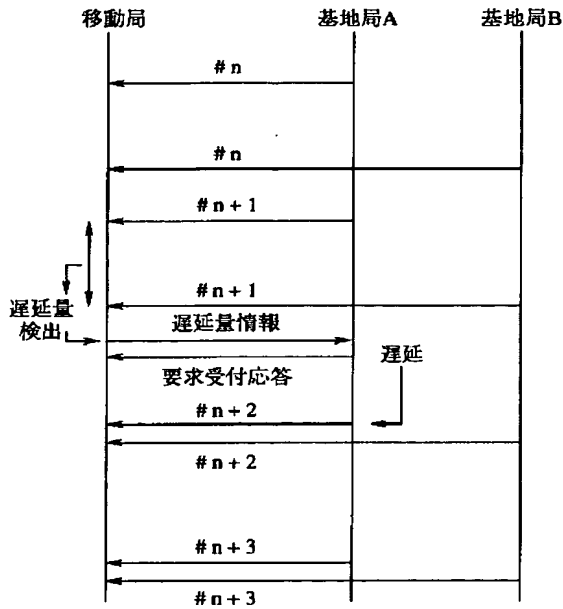 移動局 基地局A 基地局B
# n
# n
# n + 1
# n + 1
遅延量
検出
遅延量情報
遅延
要求受付応答
# n + 2
# n + 2
# n + 3
# n + 3